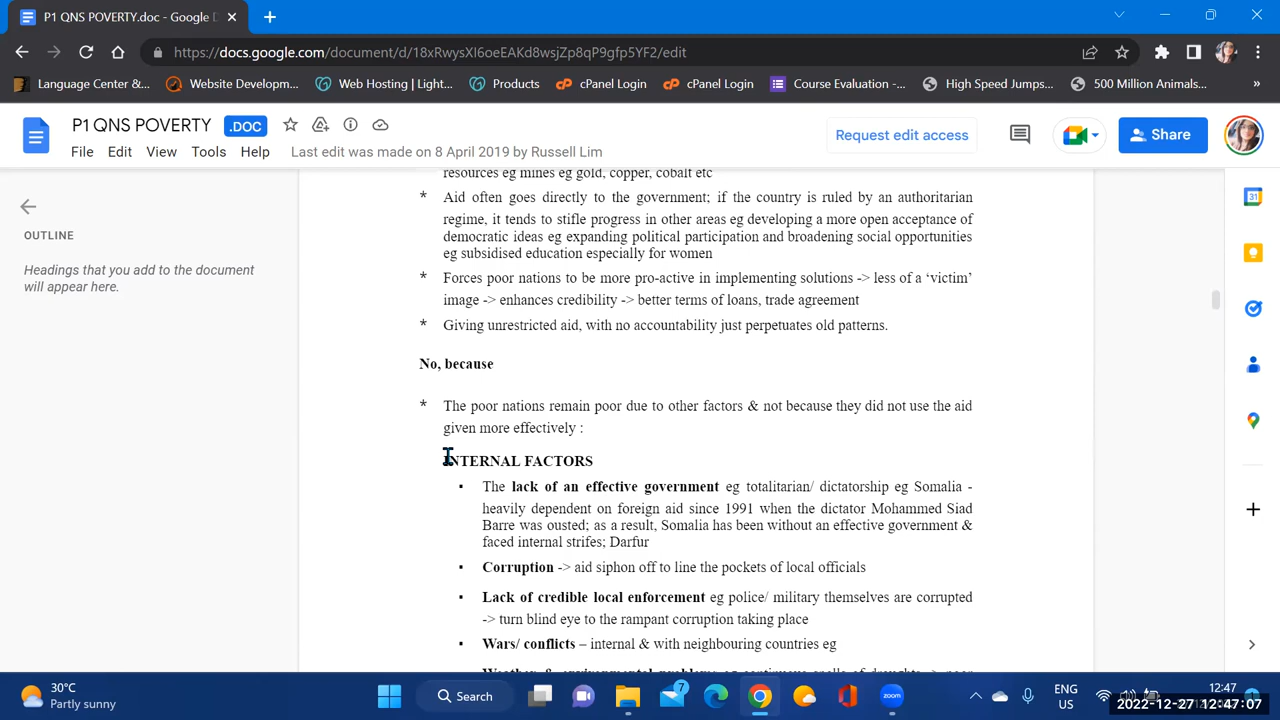 P1 QNS POVERTY.doc - Google D
https://docs.google.com/document/d/18xRwysXl6oeEAKd8wsjZp8qP9gfp5YF2/edit
Language Center &... Website Developm... Web Hosting | Light... Products cPanel Login cPanel Login Course Evaluation -... High Speed Jumps... 500 Million Animals... »
P1 QNS POVERTY .DOC
Request edit access
Share
File Edit View Tools Help Last edit was made on 8 April 2019 by Russell Lim
OUTLINE
Headings that you add to the document
will appear here.
resources eg mines eg gold, copper, cobalt etc
* Aid often goes directly to the government; if the country is ruled by an authoritarian
regime, it tends to stifle progress in other areas eg developing a more open acceptance of
democratic ideas eg expanding political participation and broadening social opportunities
eg subsidised education especially for women
* Forces poor nations to be more pro-active in implementing solutions -> less of a ‘victim’
image -> enhances credibility -> better terms of loans, trade agreement
* Giving unrestricted aid, with no accountability just perpetuates old patterns.
No, because
* The poor nations remain poor due to other factors & not because they did not use the aid
given more effectively :
INTERNAL FACTORS
▪ The lack of an effective government eg totalitarian/ dictatorship eg Somalia -
heavily dependent on foreign aid since 1991 when the dictator Mohammed Siad
Barre was ousted; as a result, Somalia has been without an effective government &
faced internal strifes; Darfur
▪ Corruption -> aid siphon off to line the pockets of local officials
▪ Lack of credible local enforcement eg police/ military themselves are corrupted
-> turn blind eye to the rampant corruption taking place
▪ Wars/ conflicts – internal & with neighbouring countries eg
Weather & environmental problems eg continuous spells of droughts -> poor
31
30°C
Partly sunny
Search
7
zoom
ENG
US
12:47
2022-12-27 12:47:07